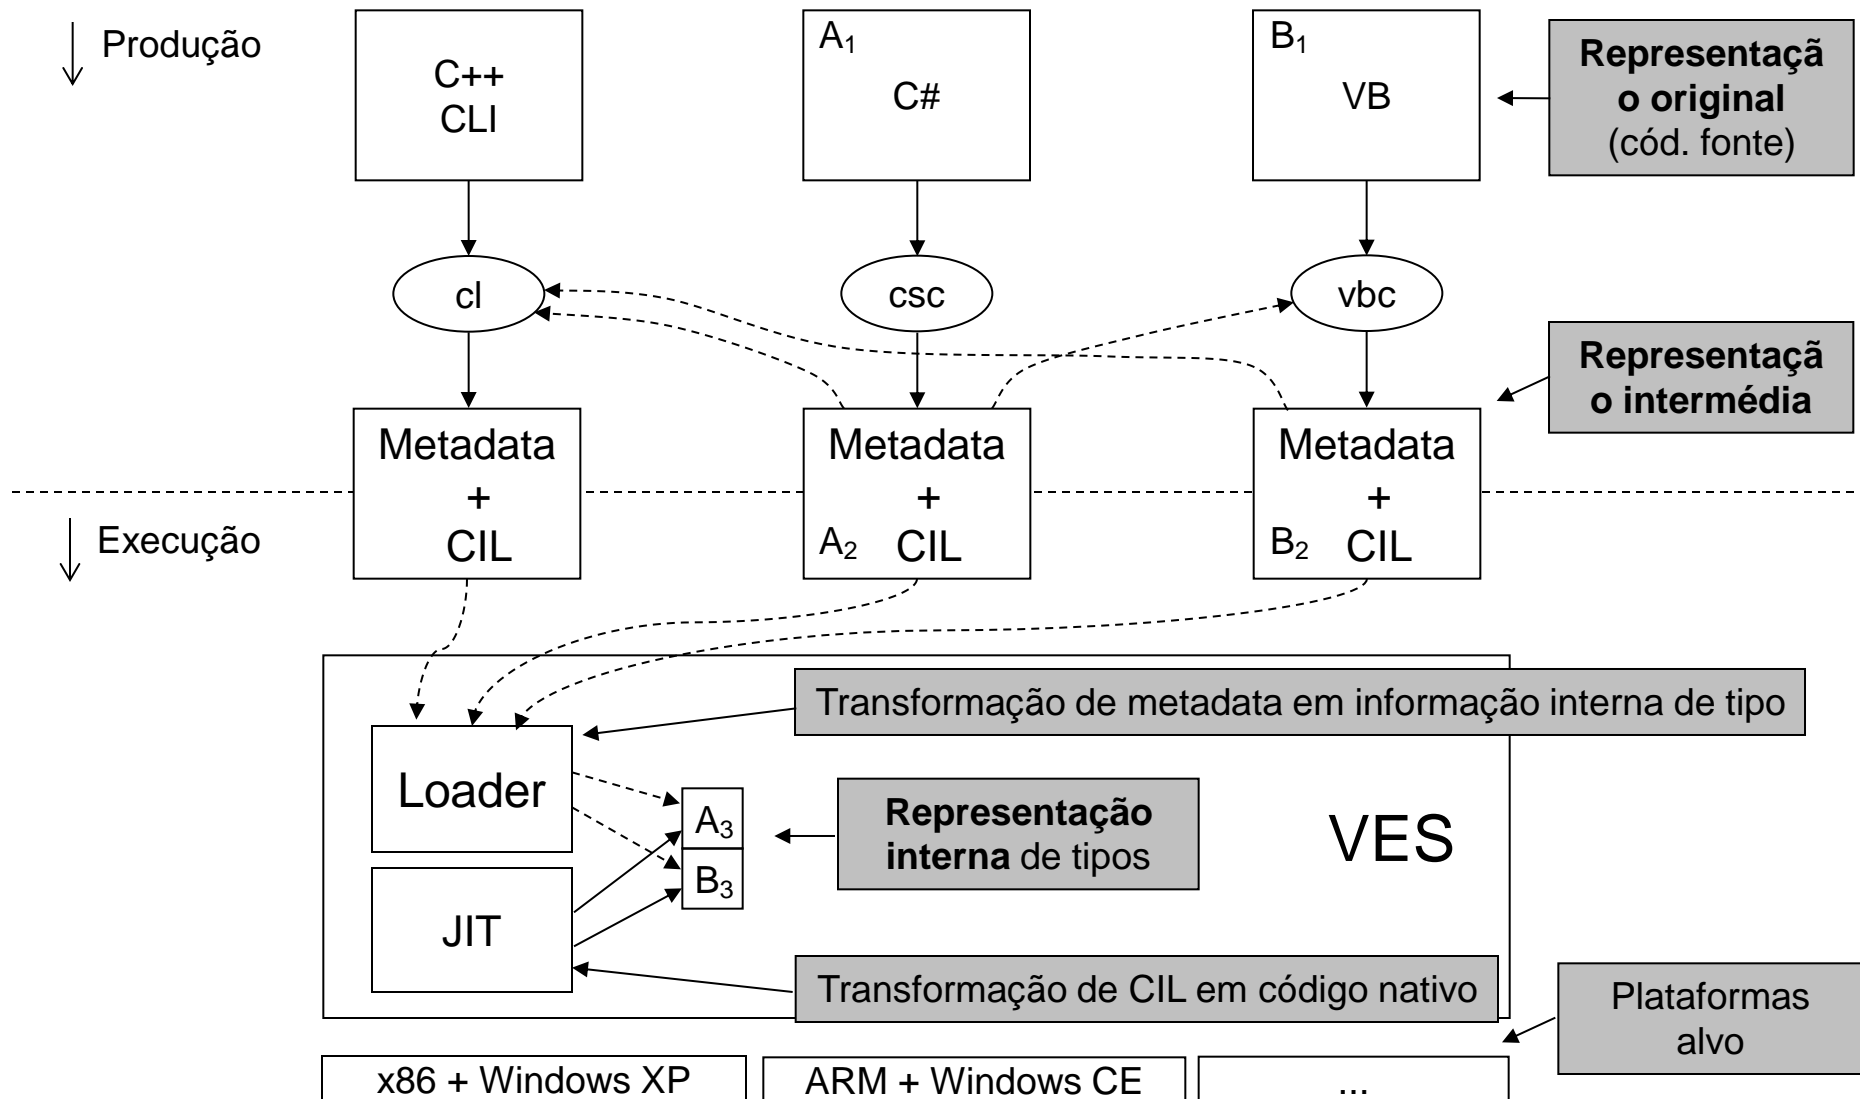 Produção
C++
CLI
A1
C#
B1
VB
Representaçã
o original
(cód. fonte)
cl
csc
vbc
Representaçã
o intermédia
Metadata
+
CIL
Metadata
+
A2 CIL
Metadata
+
B2 CIL
Execução
Transformação de metadata em informação interna de tipo
Loader
A3
B3
Representação
interna de tipos
VES
JIT
Transformação de CIL em código nativo
Plataformas
alvo
x86 + Windows XP
ARM + Windows CE
...